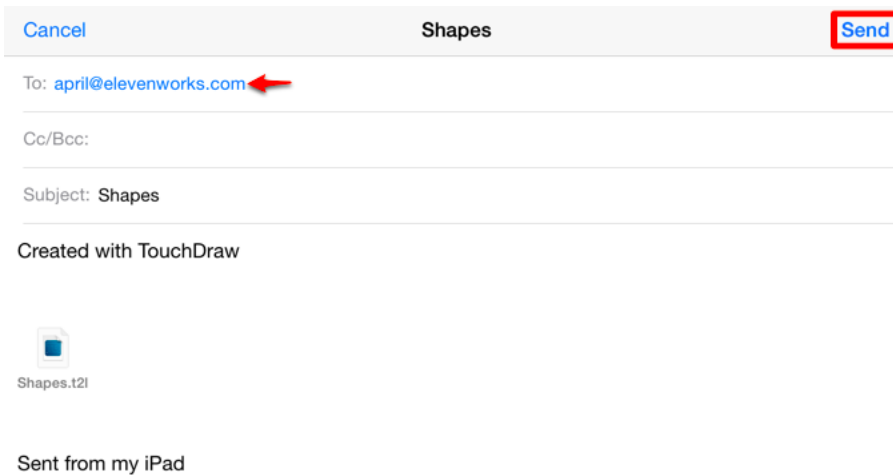 Cancel Shapes Send
To: april@elevenworks.com
Cc/Bcc:
Subject: Shapes
Created with TouchDraw
Shapes.t2l
Sent from my iPad